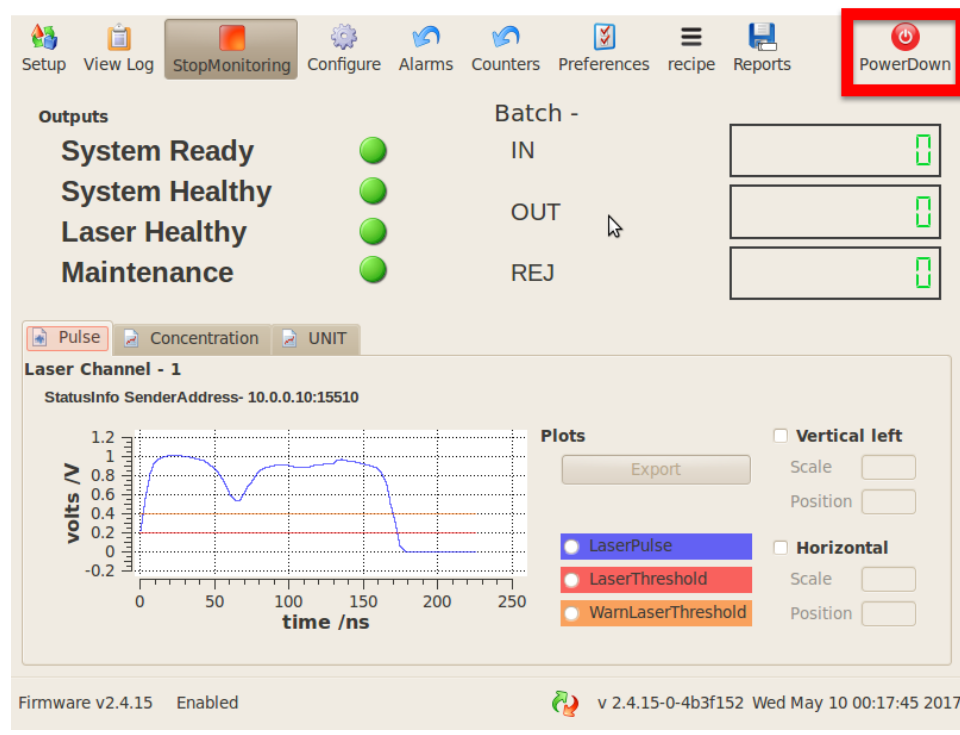 Setup View Log StopMonitoring Configure Alarms Counters Preferences recipe Reports PowerDown
Outputs
Batch -
System Ready
IN
0
System Healthy
OUT
0
Laser Healthy
Maintenance
REJ
0
Pulse Concentration UNIT
Laser Channel - 1
StatusInfo SenderAddress- 10.0.0.10:15510
volts /V
1.2
1
0.8
0.6
0.4
0.2
0
-0.2
0 50 100 150 200 250
time /ns
Plots
Export
LaserPulse
LaserThreshold
WarnLaserThreshold
Vertical left
Scale
Position
Horizontal
Scale
Position
Firmware v2.4.15 Enabled
v 2.4.15-0-4b3f152 Wed May 10 00:17:45 2017